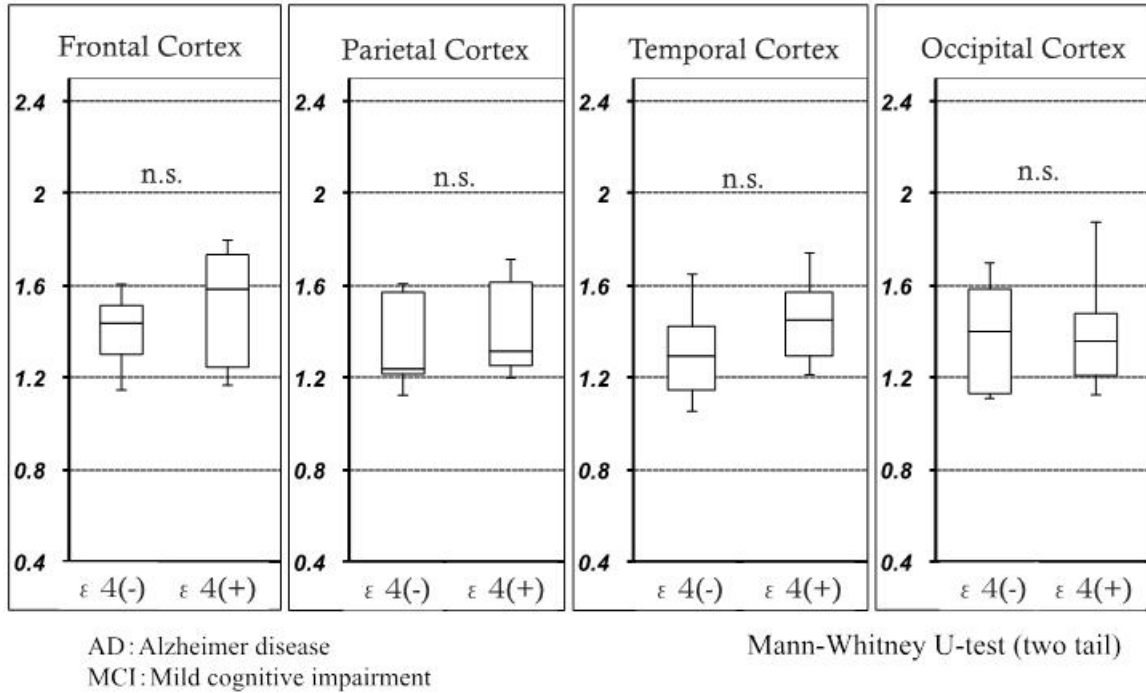 Frontal Cortex
2.4
n.s.
2
1.6
1.2
0.8
0.4
ε 4(-) ε 4(+)
Parietal Cortex
2.4
n.s.
2
1.6
1.2
0.8
0.4
ε 4(-) ε 4(+)
Temporal Cortex
2.4
n.s.
2
1.6
1.2
0.8
0.4
ε 4(-) ε 4(+)
Occipital Cortex
2.4
n.s.
2
1.6
1.2
0.8
0.4
ε 4(-) ε 4(+)
AD : Alzheimer disease
MCI : Mild cognitive impairment
Mann-Whitney U-test (two tail)